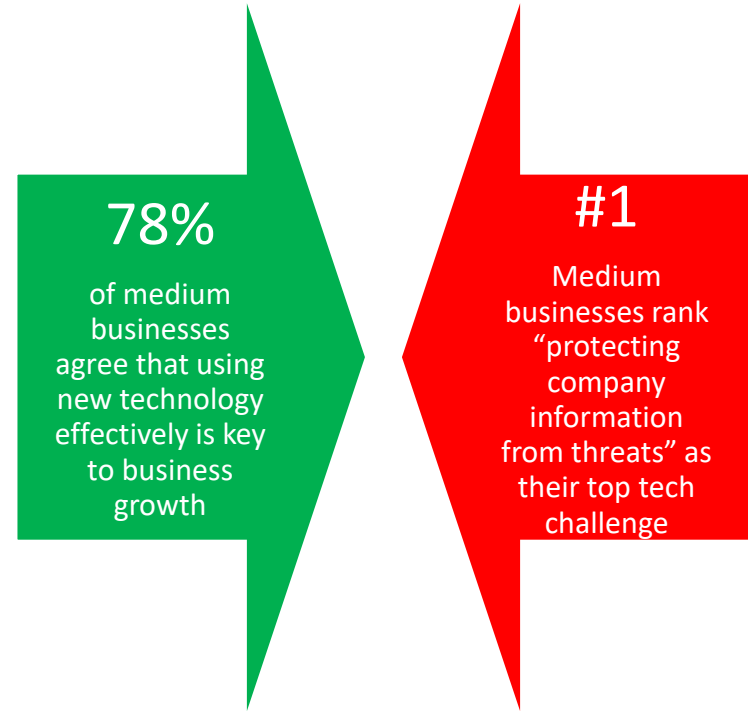 78%
of medium
businesses
agree that using
new technology
effectively is key
to business
growth
#1
Medium
businesses rank
“protecting
company
information
from threats” as
their top tech
challenge